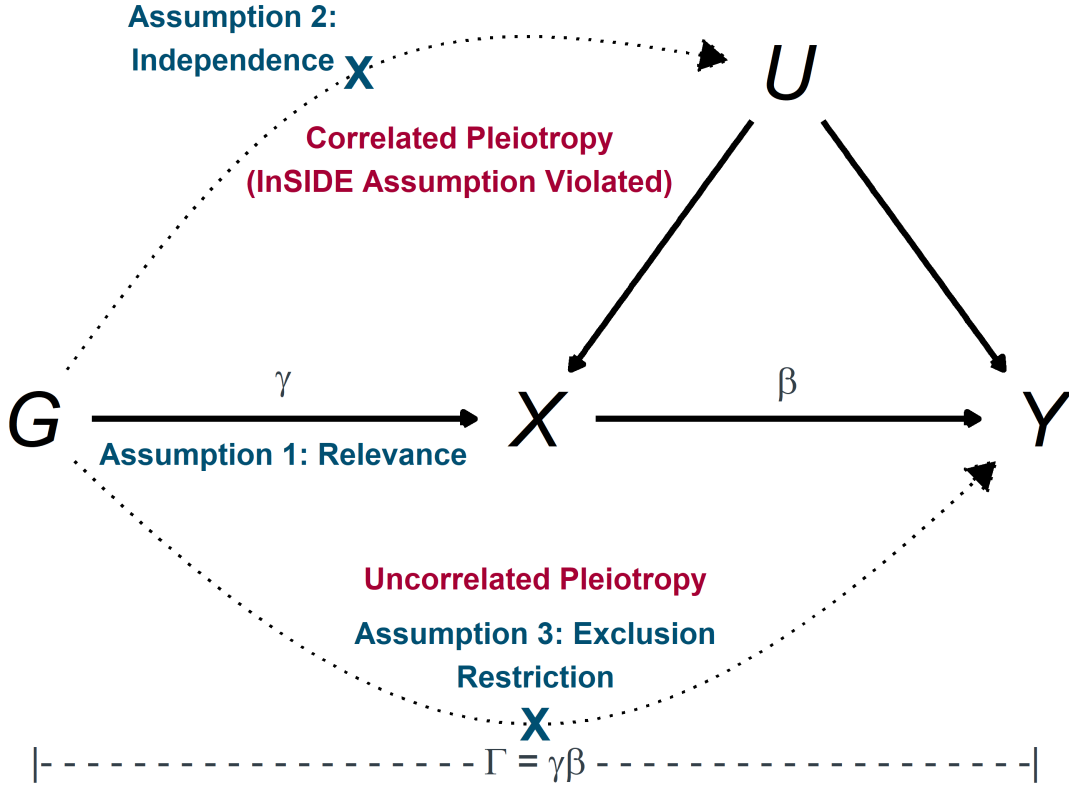 Assumption 2:
Independence
X
U
Correlated Pleiotropy
(InSIDE Assumption Violated)
γ
β
G
X
Y
Assumption 1: Relevance
Uncorrelated Pleiotropy
Assumption 3: Exclusion
Restriction
X
|- - - - - - - - - - - - - - - - - - Γ = γβ - - - - - - - - - - - - - - - - - -|